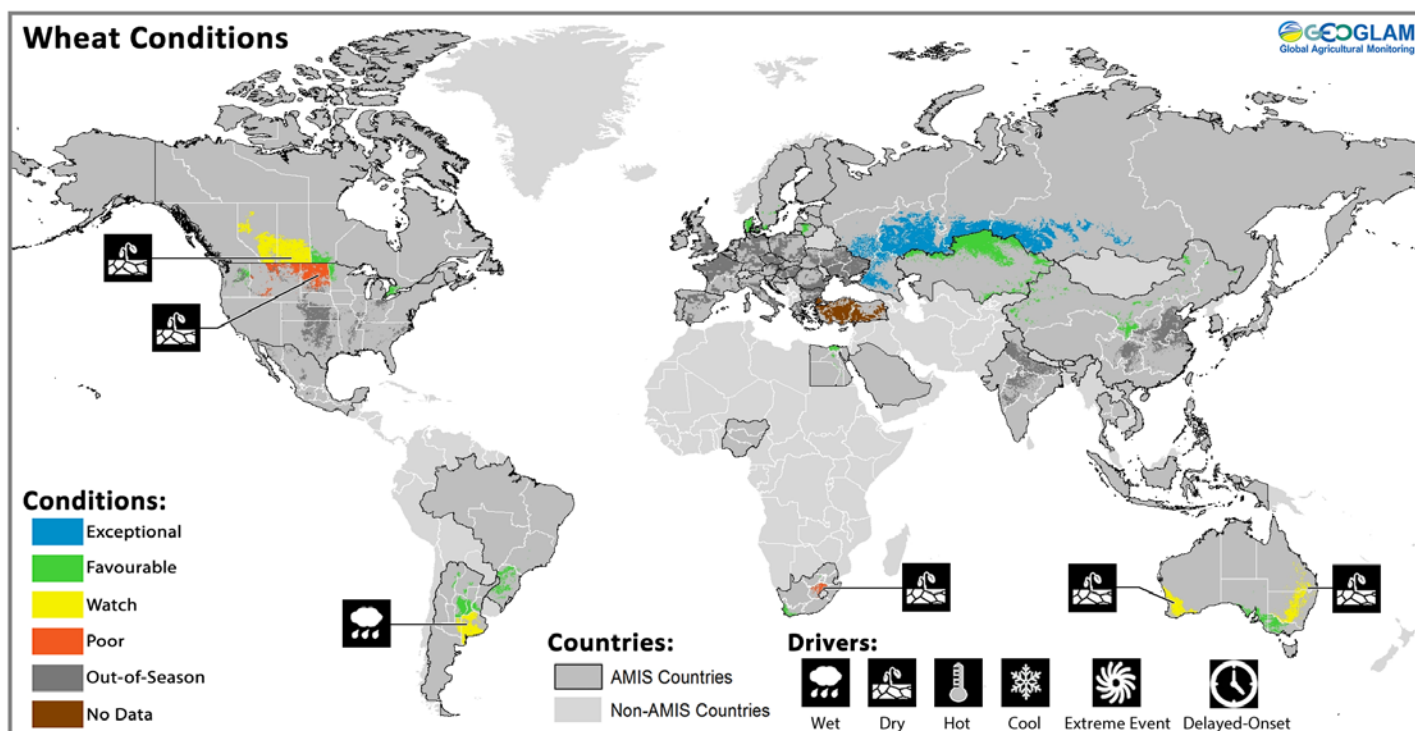 Wheat Conditions
GEOGLAM
Global Agricultural Monitoring
Conditions:
Exceptional
Favourable
Watch
Poor
Out-of-Season
No Data
Countries:
AMIS Countries
Non-AMIS Countries
Drivers:
Wet
Dry
Hot
Cool
Extreme Event
Delayed-Onset